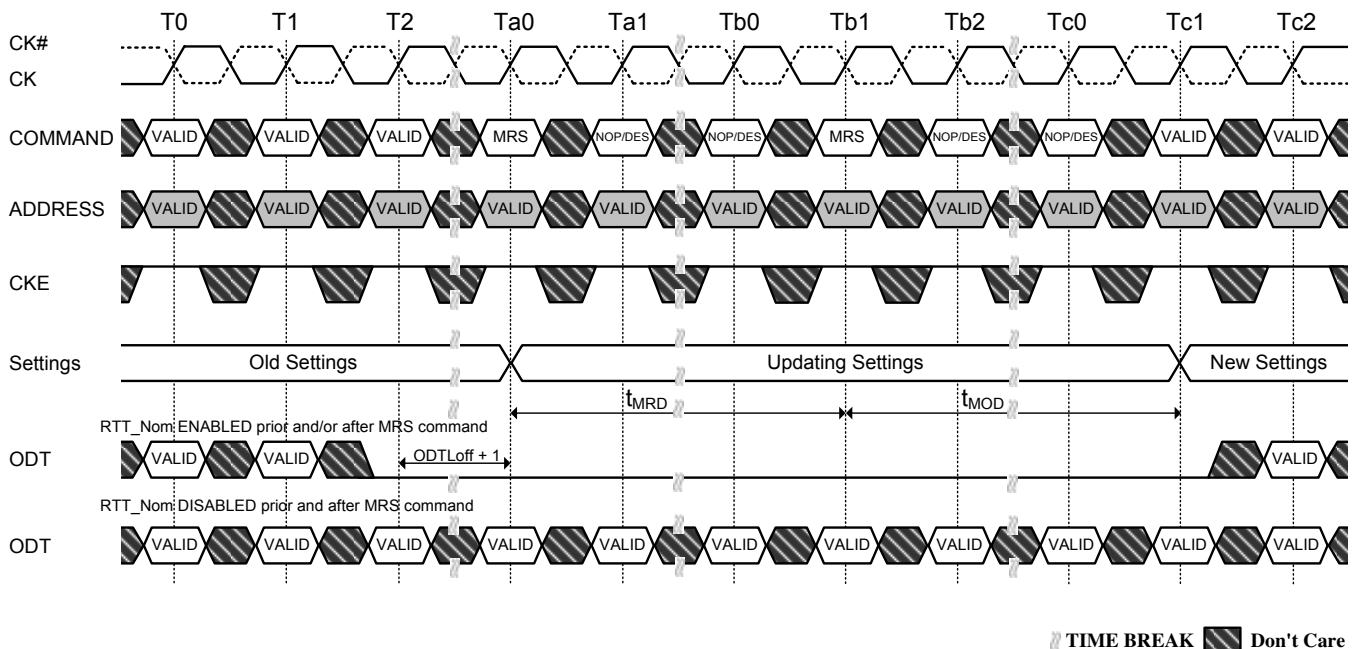 T0 T1 T2 Ta0 Ta1 Tb0 Tb1 Tb2 Tc0 Tc1 Tc2
CK#
CK
COMMAND VALID VALID VALID MRS NOP/DES NOP/DES MRS NOP/DES NOP/DES VALID VALID
ADDRESS VALID VALID VALID VALID VALID VALID VALID VALID VALID VALID VALID
CKE
Settings Old Settings Updating Settings New Settings
tMRD tMOD
RTT_Nom ENABLED prior and/or after MRS command
ODT VALID VALID ODTLoff + 1 VALID
RTT_Nom DISABLED prior and after MRS command
ODT VALID VALID VALID VALID VALID VALID VALID VALID VALID VALID VALID
TIME BREAK Don't Care